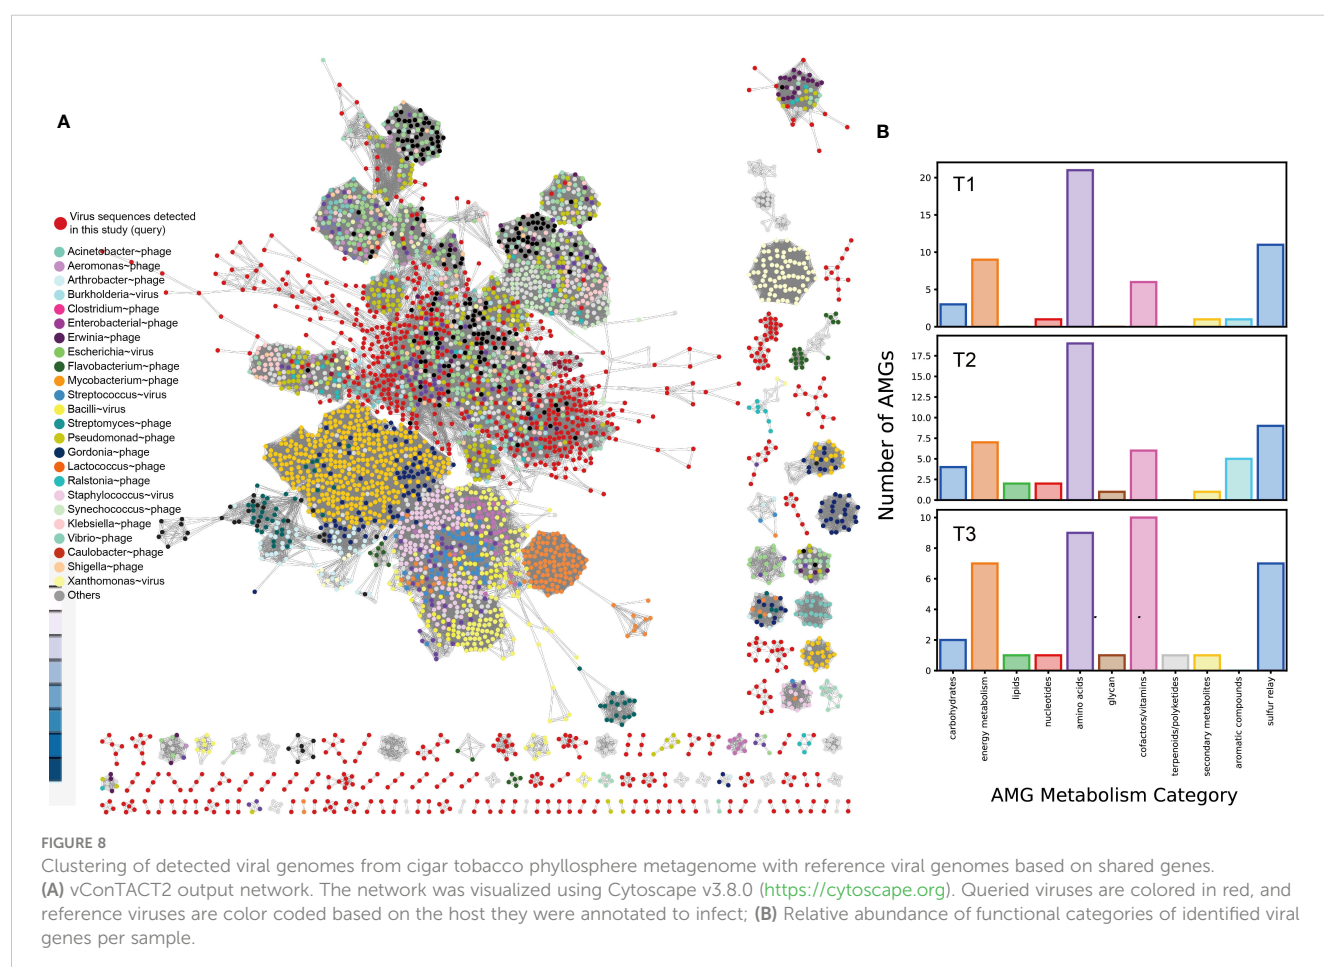 A
Virus sequences detected
in this study (query)
Acinetobacter~phage
Aeromonas~phage
Arthrobacter~phage
Burkholderia~virus
Clostridium~phage
Enterobacterial~phage
Erwinia~phage
Escherichia~virus
Flavobacterium~phage
Mycobacterium~phage
Streptococcus~virus
Bacilli~virus
Streptomyces~phage
Pseudomonad~phage
Gordonia~phage
Lactococcus~phage
Ralstonia~phage
Staphylococcus~virus
Synechococcus~phage
Klebsiella~phage
Vibrio~phage
Caulobacter~phage
Shigella~phage
Xanthomonas~virus
Others
B
T1
20
15
10
5
0
T2
17.5
15.0
12.5
10.0
7.5
5.0
2.5
0.0
T3
10
8
6
4
2
0
Number of AMGs
carbohydrates
energy metabolism
lipids
nucleotides
amino acids
glycan
cofactors/vitamins
terpenoids/polyketides
secondary metabolites
aromatic compounds
sulfur relay
AMG Metabolism Category
FIGURE 8
Clustering of detected viral genomes from cigar tobacco phyllosphere metagenome with reference viral genomes based on shared genes.
(A) vConTACT2 output network. The network was visualized using Cytoscape v3.8.0 (https://cytoscape.org). Queried viruses are colored in red, and
reference viruses are color coded based on the host they were annotated to infect; (B) Relative abundance of functional categories of identified viral
genes per sample.